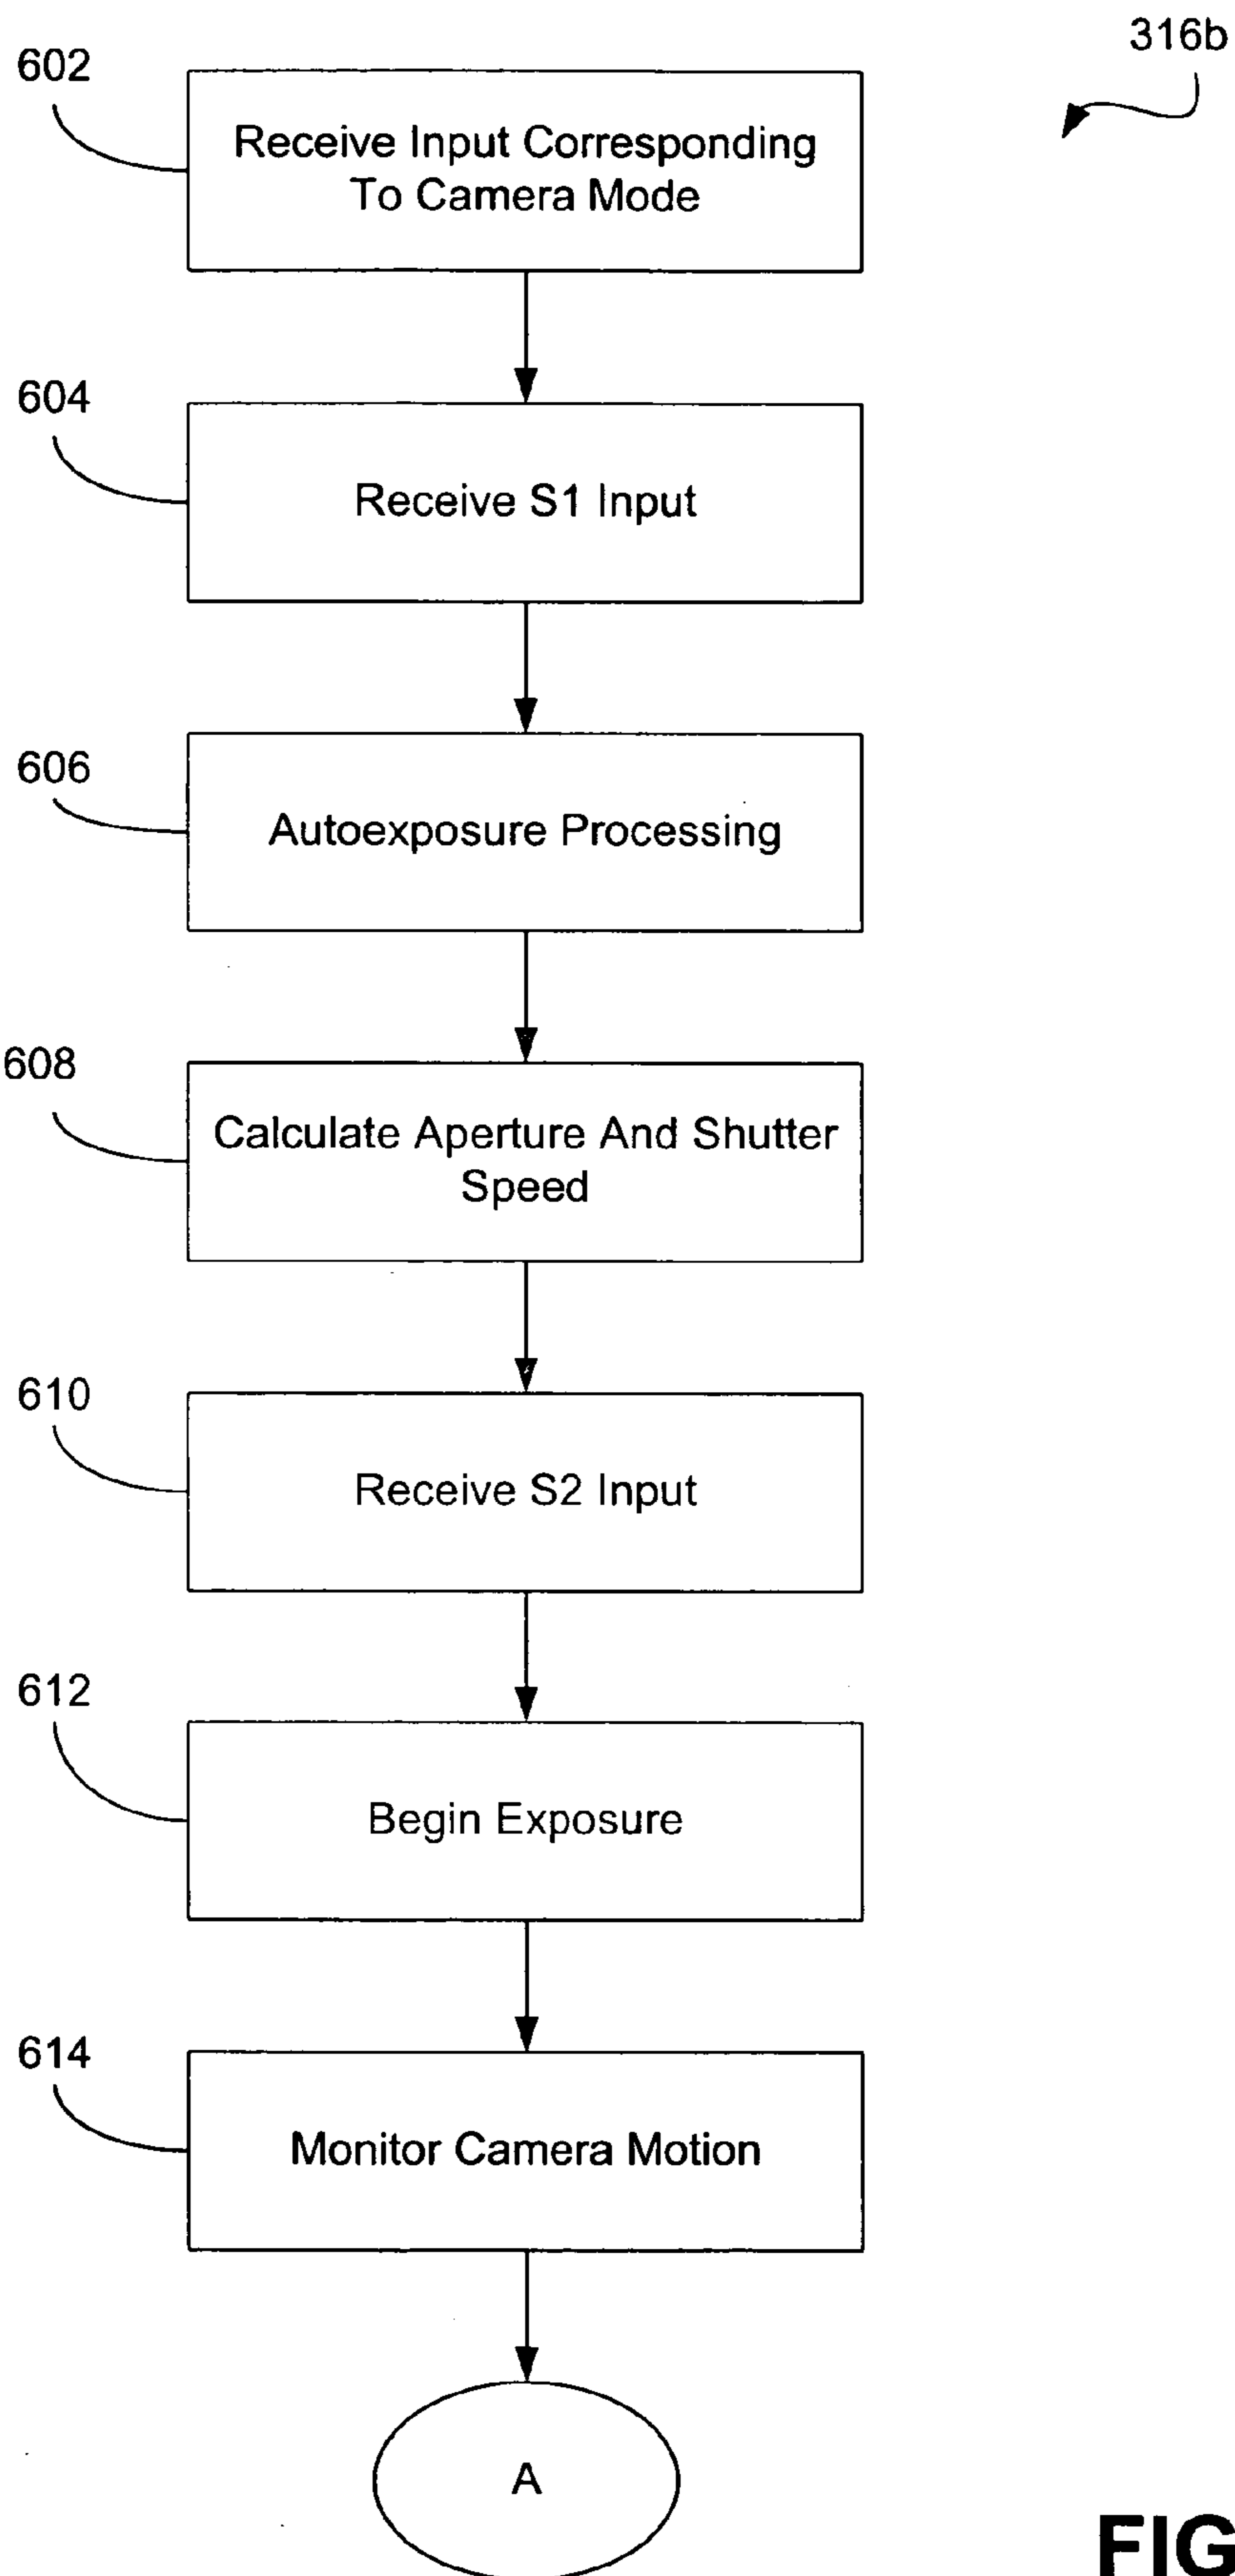 316b
602
Receive Input Corresponding
To Camera Mode
604
Receive S1 Input
606
Autoexposure Processing
608
Calculate Aperture And Shutter
Speed
610
Receive S2 Input
612
Begin Exposure
614
Monitor Camera Motion
A
FIG